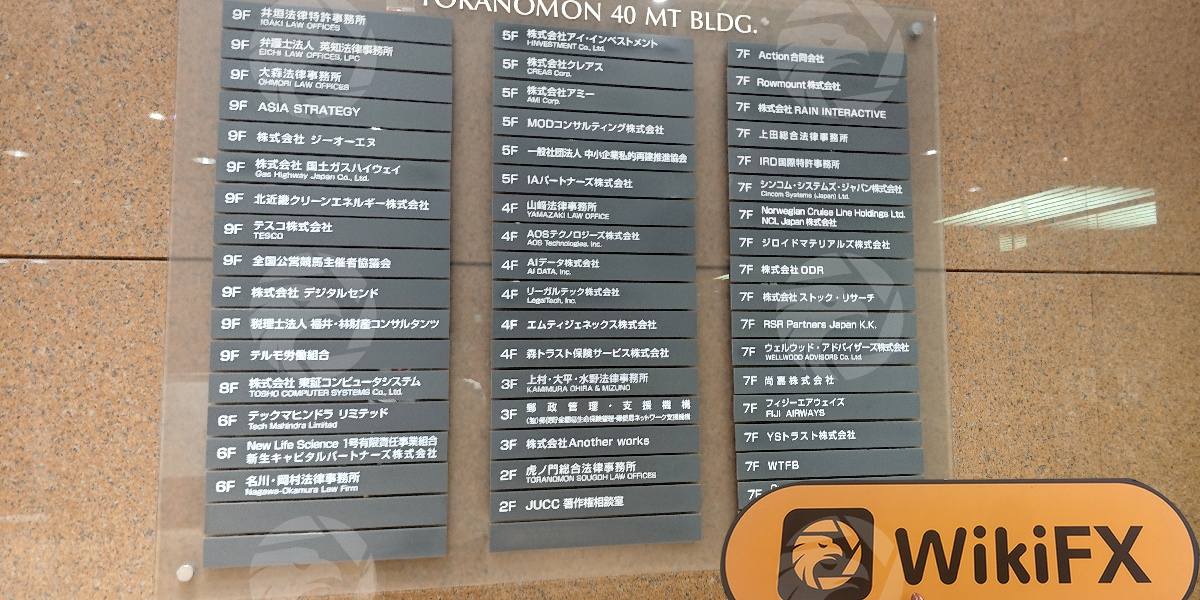 TORANOMON 40 MT BLDG.
9F 井垣法律特許事務所
IGAKI LAW OFFICES
9F 弁護士法人 英知法律事務所
EICHI LAW OFFICES, LPC
9F 大森法律事務所
OHMORI LAW OFFICES
9F ASIA STRATEGY
9F 株式会社 ジーオーエヌ
9F 株式会社 国土ガスハイウェイ
Gas Highway Japan Co., Ltd.
9F 北近畿クリーンエネルギー株式会社
9F テスコ株式会社
TESCO
9F 全国公営競馬主催者協議会
9F 株式会社 デジタルセンド
9F 税理士法人 福井・林財産コンサルタンツ
9F テルモ労働組合
8F 株式会社 東証コンピュータシステム
TOSHO COMPUTER SYSTEMS Co., Ltd.
6F テックマヒンドラ リミテッド
Tech Mahindra Limited
6F New Life Science 1号有限責任事業組合
新生キャピタルパートナーズ株式会社
6F 名川・岡村法律事務所
Nagawa-Okamura Law Firm
5F 株式会社アイ・インベストメント
I-INVESTMENT Co., Ltd.
5F 株式会社クレアス
CREAS Corp.
5F 株式会社アミー
AMI Corp.
5F MODコンサルティング株式会社
5F 一般社団法人 中小企業私的再建推進協会
5F IAパートナーズ株式会社
4F 山﨑法律事務所
YAMAZAKI LAW OFFICE
4F AOSテクノロジーズ株式会社
AOS Technologies, Inc.
4F AIデータ株式会社
AI DATA, Inc.
4F リーガルテック株式会社
LegalTech, Inc.
4F エムティジェネックス株式会社
4F 森トラスト保険サービス株式会社
3F 上村・大平・水野法律事務所
KAMIMURA OHIRA & MIZUNO
3F 郵政管理・支援機構
3F 株式会社Another works
2F 虎ノ門総合法律事務所
TORANOMON SOUGOH LAW OFFICES
2F JUCC 著作権相談室
7F Action合同会社
7F Rowmount株式会社
7F 株式会社 RAIN INTERACTIVE
7F 上田総合法律事務所
7F IRD国際特許事務所
7F シンコム・システムズ・ジャパン株式会社
Cincom Systems (Japan) Ltd.
7F Norwegian Cruise Line Holdings Ltd.
NCL Japan 株式会社
7F ジロイドマテリアルズ株式会社
7F 株式会社 ODR
7F 株式会社 ストック・リサーチ
7F RSR Partners Japan K.K.
7F ウェルウッド・アドバイザーズ株式会社
WELLWOOD ADVISORS Co. Ltd.
7F 尚嘉株式会社
7F フィジーエアウェイズ
FIJI AIRWAYS
7F YSトラスト株式会社
7F WTFB
7F
WikiFX